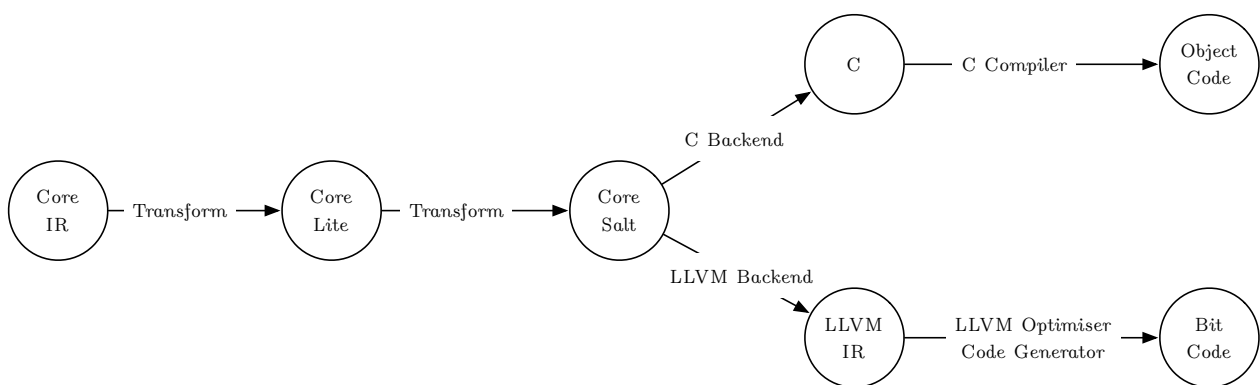 C
C Compiler
Object
Code
C Backend
Core
IR
Transform
Core
Lite
Transform
Core
Salt
LLVM Backend
LLVM
IR
LLVM Optimiser
Code Generator
Bit
Code